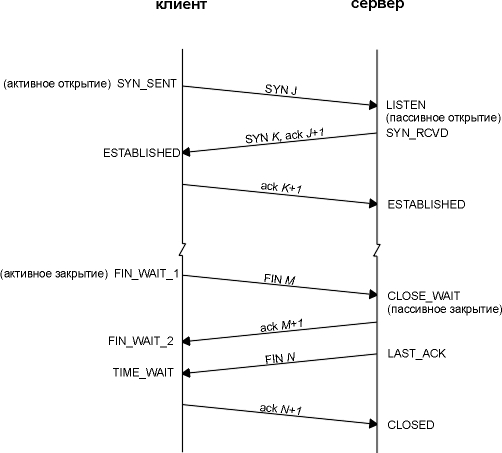 клиент
сервер
(активное открытие) SYN_SENT
SYN J
LISTEN
(пассивное открытие)
SYN K, ack J+1
SYN_RCVD
ESTABLISHED
ack K+1
ESTABLISHED
(активное закрытие) FIN_WAIT_1
FIN M
CLOSE_WAIT
(пассивное закрытие)
ack M+1
FIN_WAIT_2
FIN N
LAST_ACK
TIME_WAIT
ack N+1
CLOSED